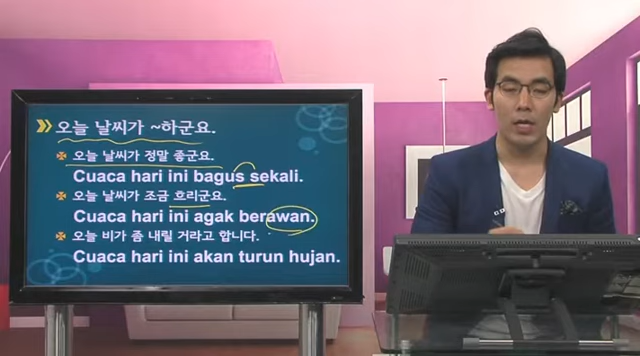 오늘 날씨가 ~하군요.
오늘 날씨가 정말 좋군요.
Cuaca hari ini bagus sekali.
오늘 날씨가 조금 흐리군요.
Cuaca hari ini agak berawan.
오늘 비가 좀 내릴 거라고 합니다.
Cuaca hari ini akan turun hujan.